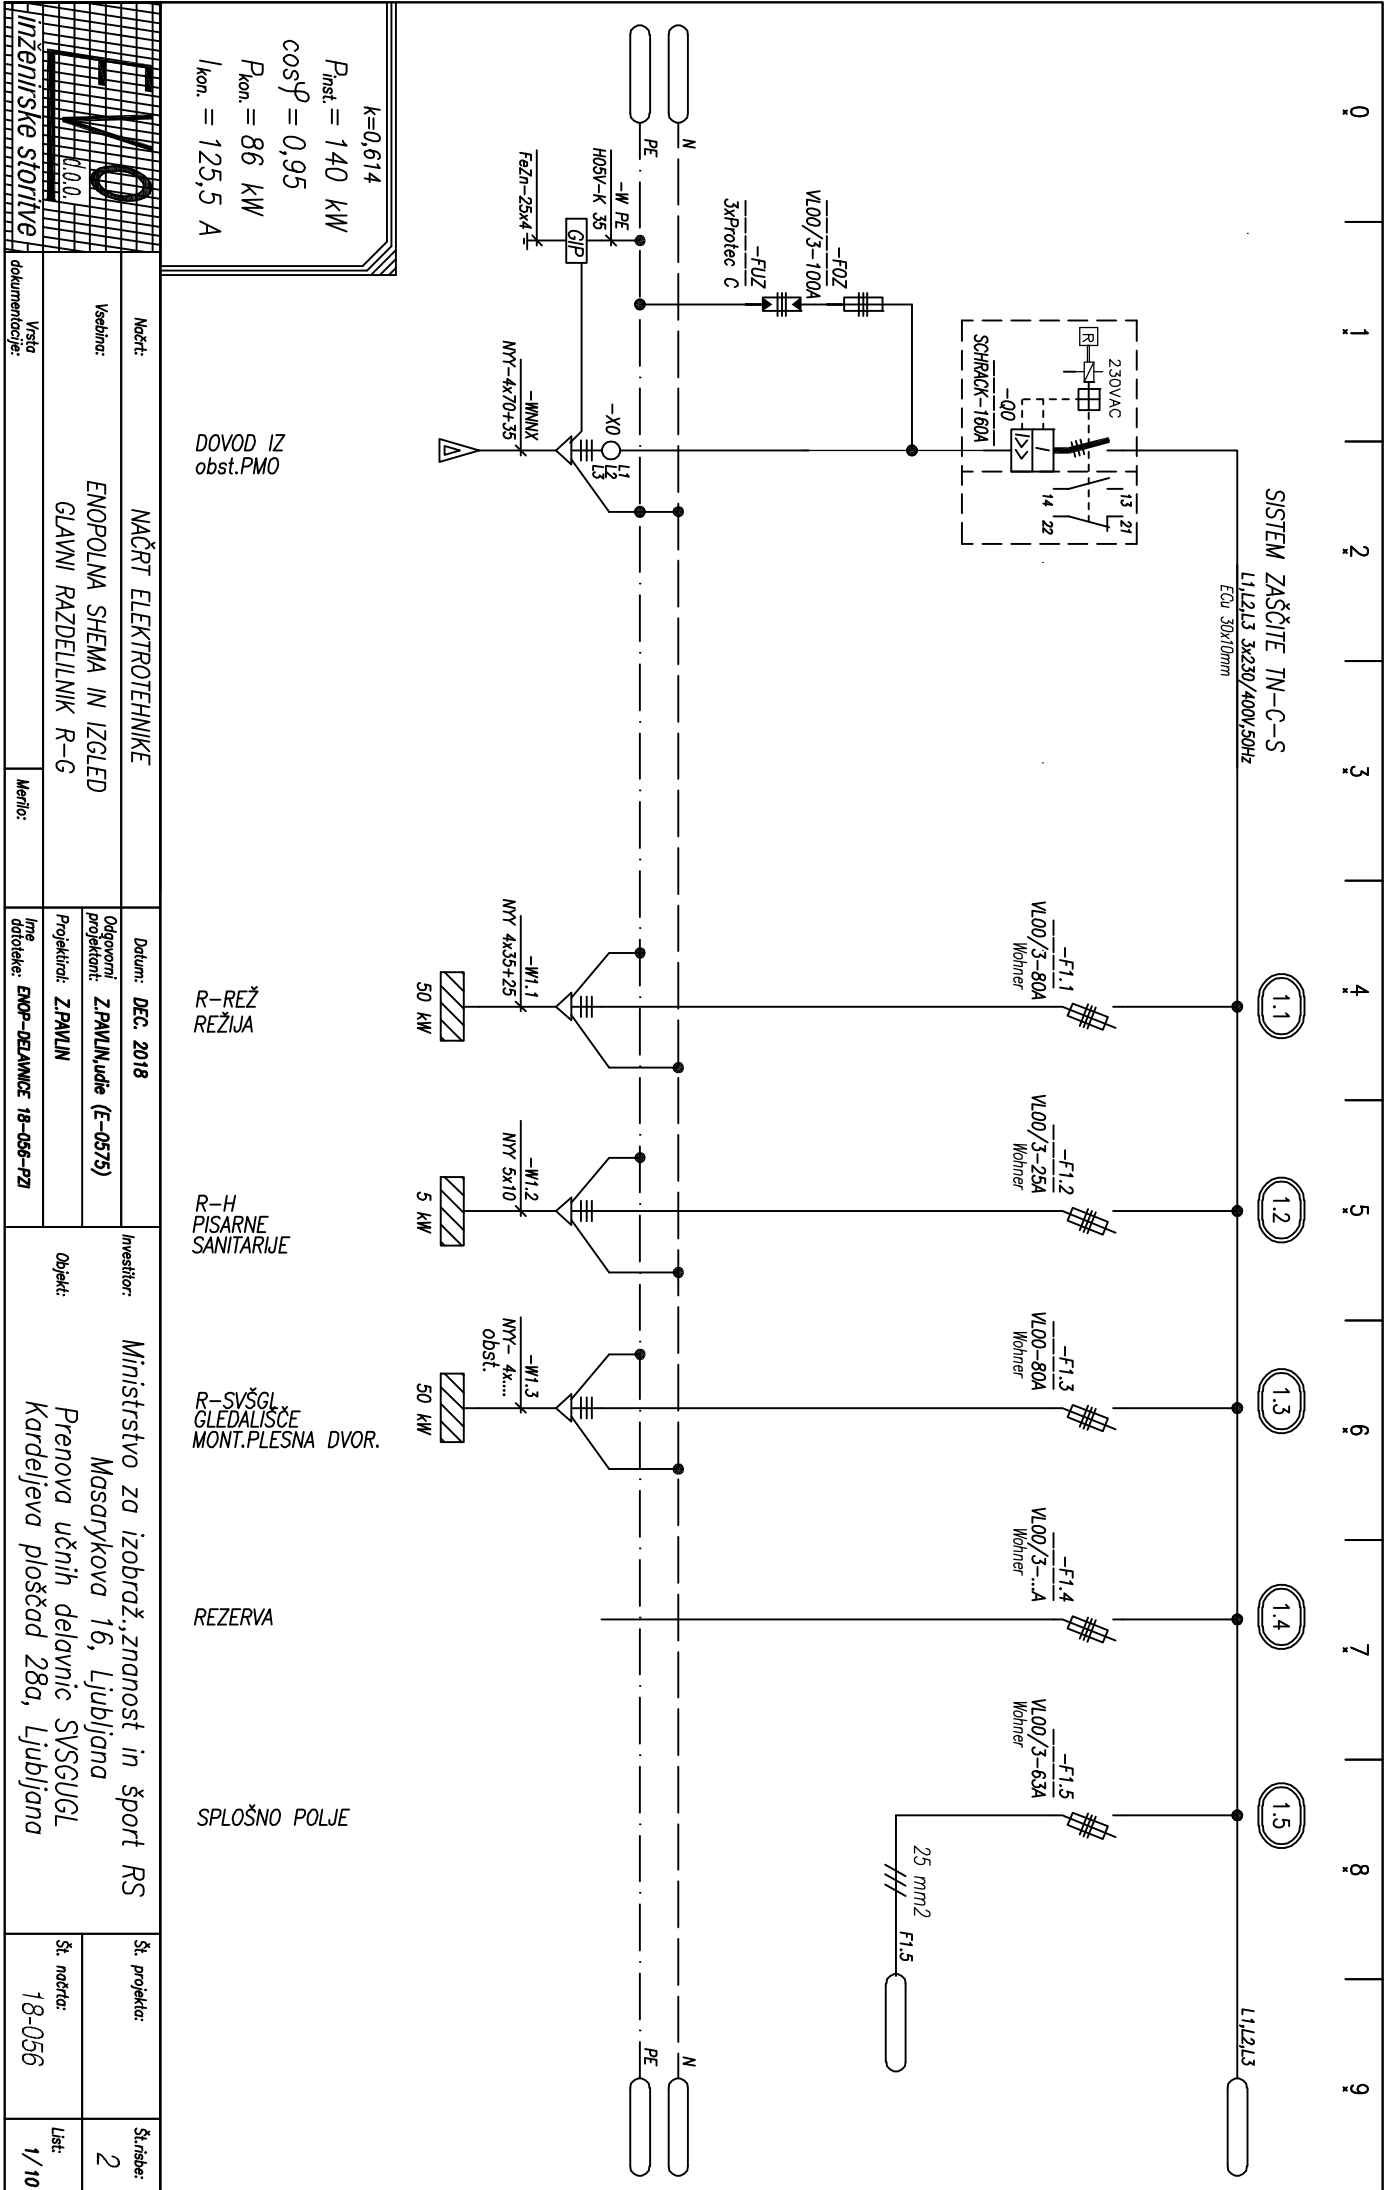 0
1
2
3
4
5
6
7
8
9
SISTEM ZAŠČITE TN-C-S
L1,L2,L3 3x230/400V,50Hz
ECu 30x10mm
L1,L2,L3
1.1
1.2
1.3
1.4
1.5
230VAC
R
-Q0
SCHRACK-160A
I>>
13
14
21
22
-F0Z
VL00/3-100A
-FUZ
3xProtec C
-F1.1
VL00/3-80A
Wohner
-F1.2
VL00/3-25A
Wohner
-F1.3
VL00-80A
Wohner
-F1.4
VL00/3-...A
Wohner
-F1.5
VL00/3-63A
Wohner
25 mm2
F1.5
N
PE
N
PE
-W PE
H05V-K 35
GIP
FeZn-25x4
-X0
L1
L2
L3
-WNNX
NYY-4x70+35
-W1.1
NYY 4x35+25
50 kW
-W1.2
NYY 5x10
5 kW
-W1.3
NYY- 4x....
obst.
50 kW
k=0,614
Pinst. = 140 kW
cosφ = 0,95
Pkon. = 86 kW
Ikon. = 125,5 A
DOVOD IZ
obst.PMO
R-REŽ
REŽIJA
R-H
PISARNE
SANITARIJE
R-SVŠGL
GLEDALIŠČE
MONT.PLESNA DVOR.
REZERVA
SPLOŠNO POLJE
EVO
d.o.o.
inženirske storitve
Načrt:
NAČRT ELEKTROTEHNIKE
Vsebina:
ENOPOLNA SHEMA IN IZGLED
GLAVNI RAZDELILNIK R-G
Vrsta
dokumentacije:
Merilo:
Datum: DEC. 2018
Odgovorni
projektant: Z.PAVLIN,udie (E-0575)
Projektiral: Z.PAVLIN
Ime
datoteke: ENOP-DELAVNICE 18-056-PZI
Investitor:
Ministrstvo za izobraž.,znanost in šport RS
Masarykova 16, Ljubljana
Objekt:
Prenova učnih delavnic SVSGUGL
Kardeljeva ploščad 28a, Ljubljana
Št. projekta:
Št. načrta:
18-056
Št.risbe:
2
List:
1/10